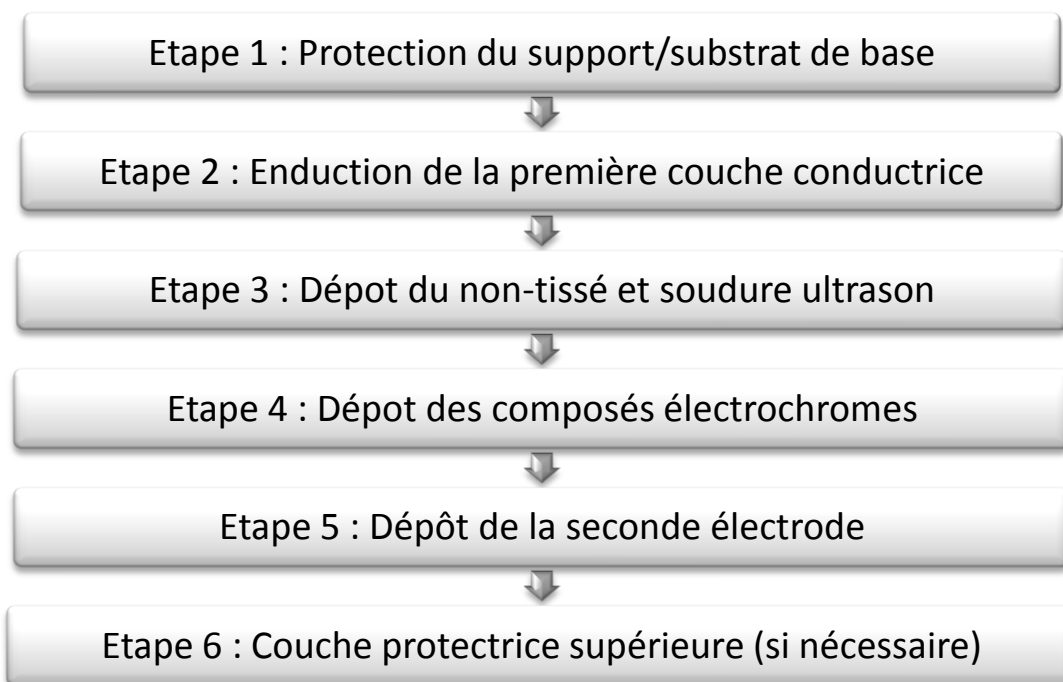 Etape 1 : Protection du support/substrat de base
Etape 2 : Enduction de la première couche conductrice
Etape 3 : Dépot du non-tissé et soudure ultrason
Etape 4 : Dépot des composés électrochromes
Etape 5 : Dépôt de la seconde électrode
Etape 6 : Couche protectrice supérieure (si nécessaire)